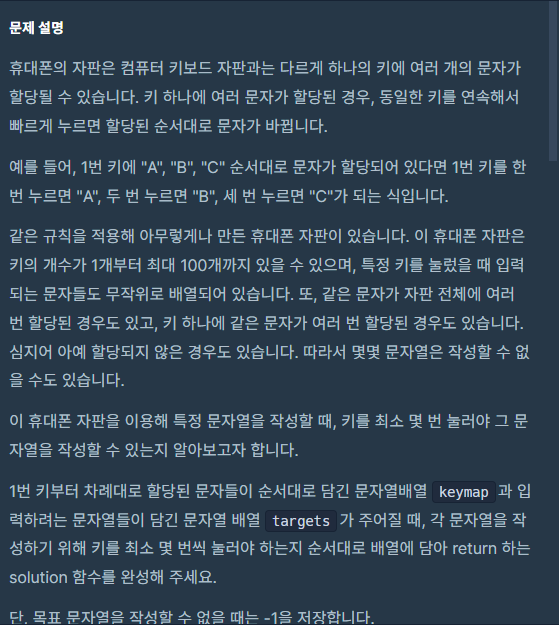 문제 설명
휴대폰의 자판은 컴퓨터 키보드 자판과는 다르게 하나의 키에 여러 개의 문자가
할당될 수 있습니다. 키 하나에 여러 문자가 할당된 경우, 동일한 키를 연속해서
빠르게 누르면 할당된 순서대로 문자가 바뀝니다.
예를 들어, 1번 키에 "A", "B", "C" 순서대로 문자가 할당되어 있다면 1번 키를 한
번 누르면 "A", 두 번 누르면 "B", 세 번 누르면 "C"가 되는 식입니다.
같은 규칙을 적용해 아무렇게나 만든 휴대폰 자판이 있습니다. 이 휴대폰 자판은
키의 개수가 1개부터 최대 100개까지 있을 수 있으며, 특정 키를 눌렀을 때 입력
되는 문자들도 무작위로 배열되어 있습니다. 또, 같은 문자가 자판 전체에 여러
번 할당된 경우도 있고, 키 하나에 같은 문자가 여러 번 할당된 경우도 있습니다.
심지어 아예 할당되지 않은 경우도 있습니다. 따라서 몇몇 문자열은 작성할 수 없
을 수도 있습니다.
이 휴대폰 자판을 이용해 특정 문자열을 작성할 때, 키를 최소 몇 번 눌러야 그 문
자열을 작성할 수 있는지 알아보고자 합니다.
1번 키부터 차례대로 할당된 문자들이 순서대로 담긴 문자열배열 keymap 과 입
력하려는 문자열들이 담긴 문자열 배열 targets 가 주어질 때, 각 문자열을 작
성하기 위해 키를 최소 몇 번씩 눌러야 하는지 순서대로 배열에 담아 return 하는
solution 함수를 완성해 주세요.
단, 목표 문자열을 작성할 수 없을 때는 -1을 저장합니다.